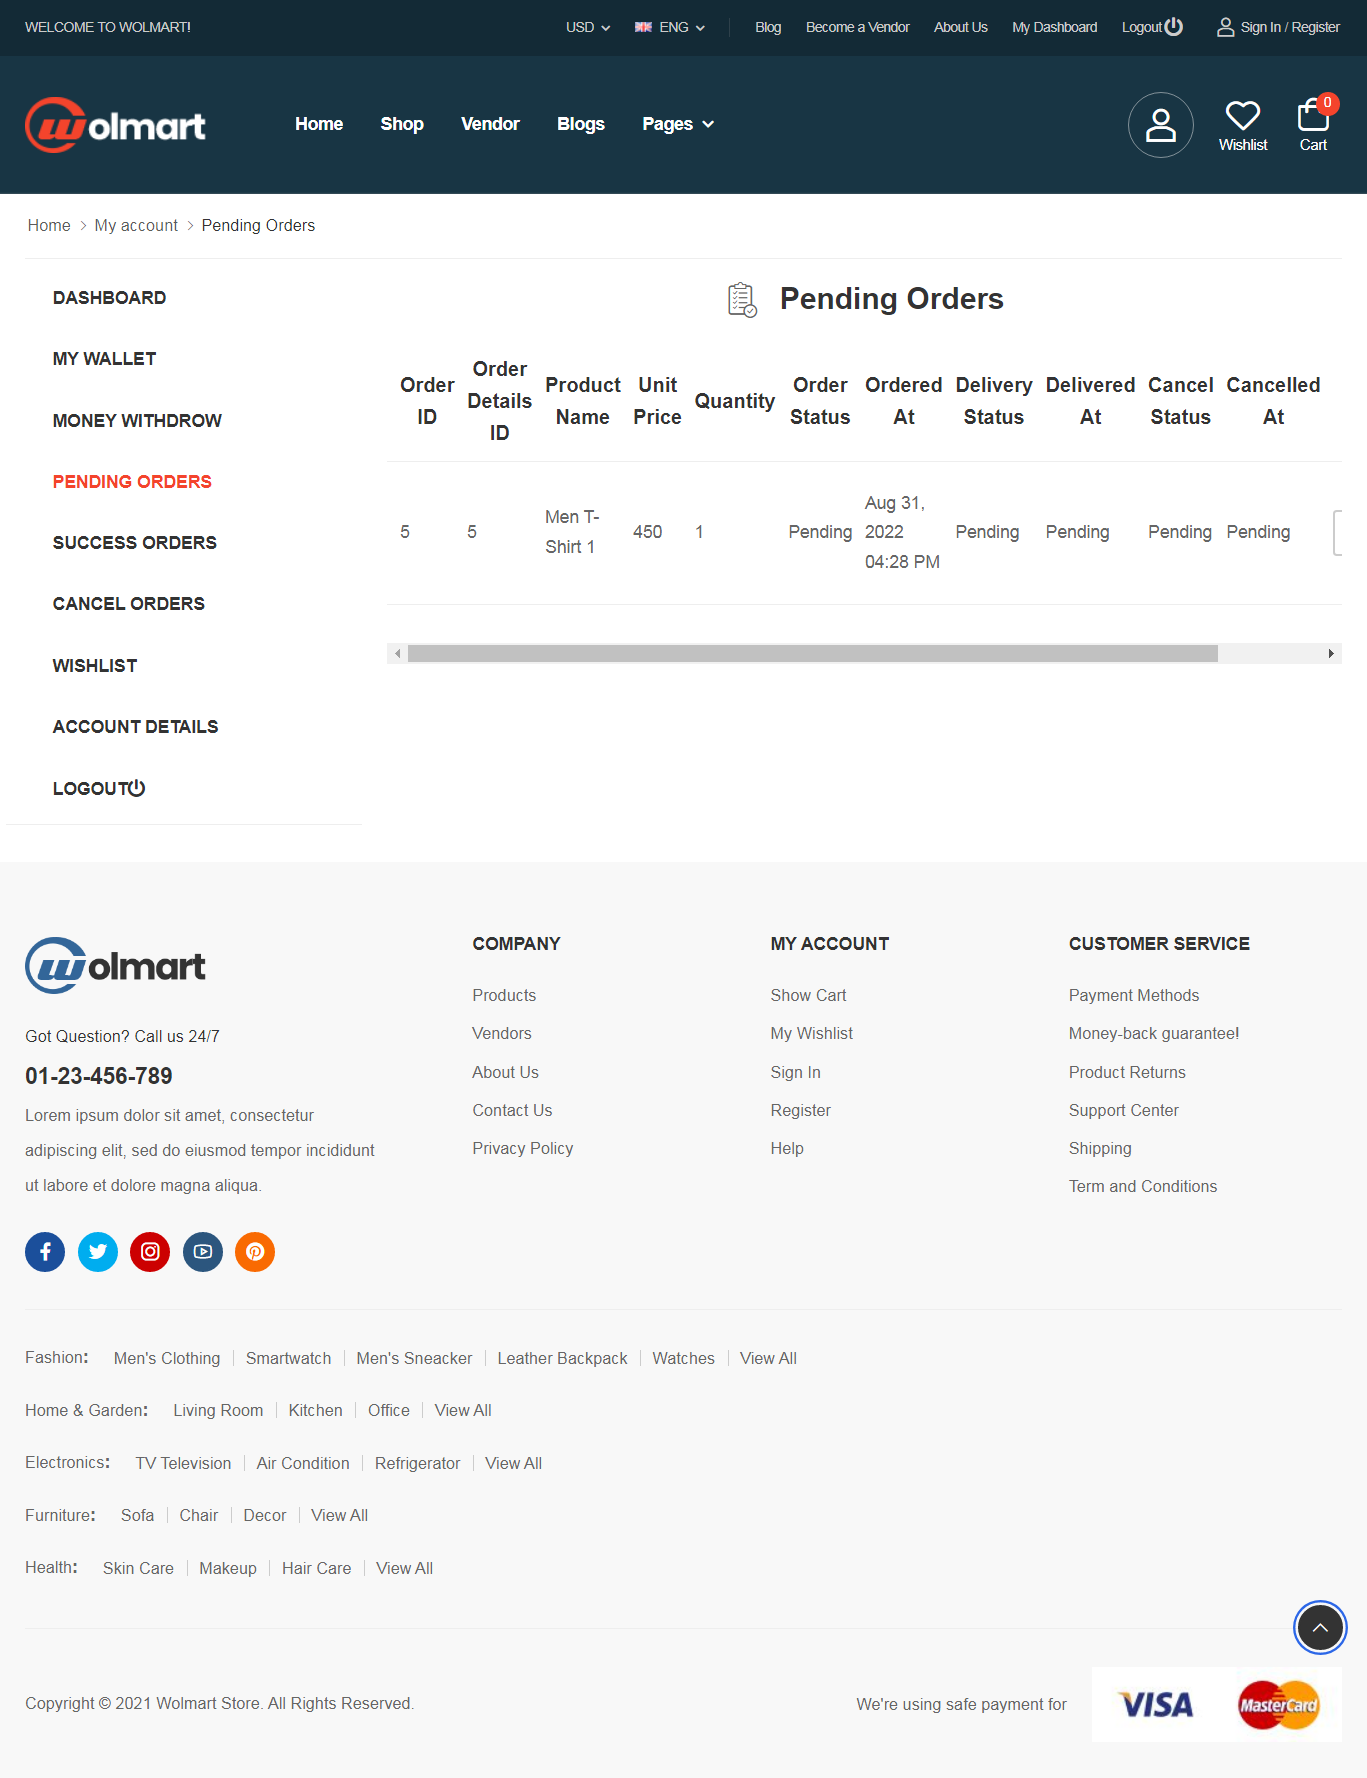 WELCOME TO WOLMART!
USD ENG Blog Become a Vendor About Us My Dashboard Logout Sign In / Register
Wolmart Home Shop Vendor Blogs Pages Wishlist 0 Cart
Home My account Pending Orders
DASHBOARD
MY WALLET
MONEY WITHDROW
PENDING ORDERS
SUCCESS ORDERS
CANCEL ORDERS
WISHLIST
ACCOUNT DETAILS
LOGOUT
Pending Orders
Order ID Order Details ID Product Name Unit Price Quantity Order Status Ordered At Delivery Status Delivered At Cancel Status Cancelled At
5 5 Men T-Shirt 1 450 1 Pending Aug 31, 2022 04:28 PM Pending Pending Pending Pending
Wolmart
Got Question? Call us 24/7
01-23-456-789
Lorem ipsum dolor sit amet, consectetur
adipiscing elit, sed do eiusmod tempor incididunt
ut labore et dolore magna aliqua.
COMPANY
Products
Vendors
About Us
Contact Us
Privacy Policy
MY ACCOUNT
Show Cart
My Wishlist
Sign In
Register
Help
CUSTOMER SERVICE
Payment Methods
Money-back guarantee!
Product Returns
Support Center
Shipping
Term and Conditions
Fashion: Men's Clothing Smartwatch Men's Sneacker Leather Backpack Watches View All
Home & Garden: Living Room Kitchen Office View All
Electronics: TV Television Air Condition Refrigerator View All
Furniture: Sofa Chair Decor View All
Health: Skin Care Makeup Hair Care View All
Copyright © 2021 Wolmart Store. All Rights Reserved.
We're using safe payment for VISA MasterCard